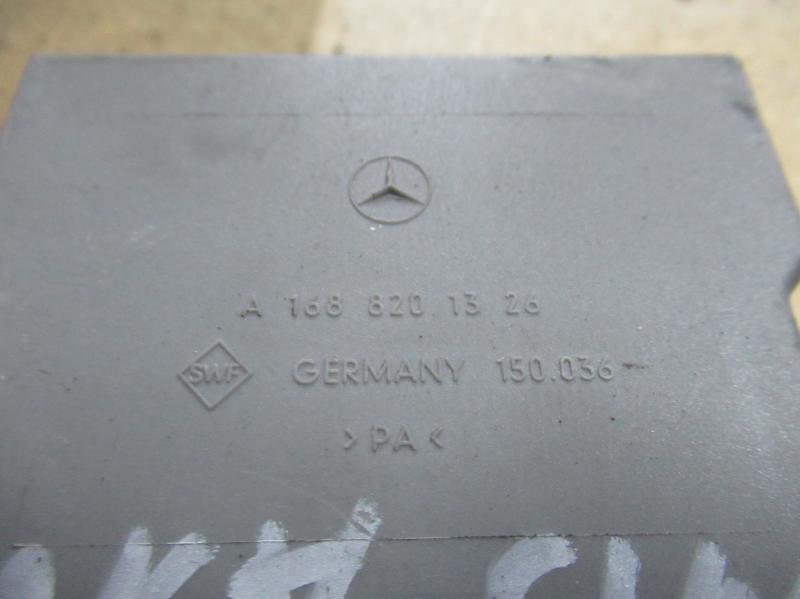 A 168 820 13 26
SWF GERMANY 150.036
>PA<